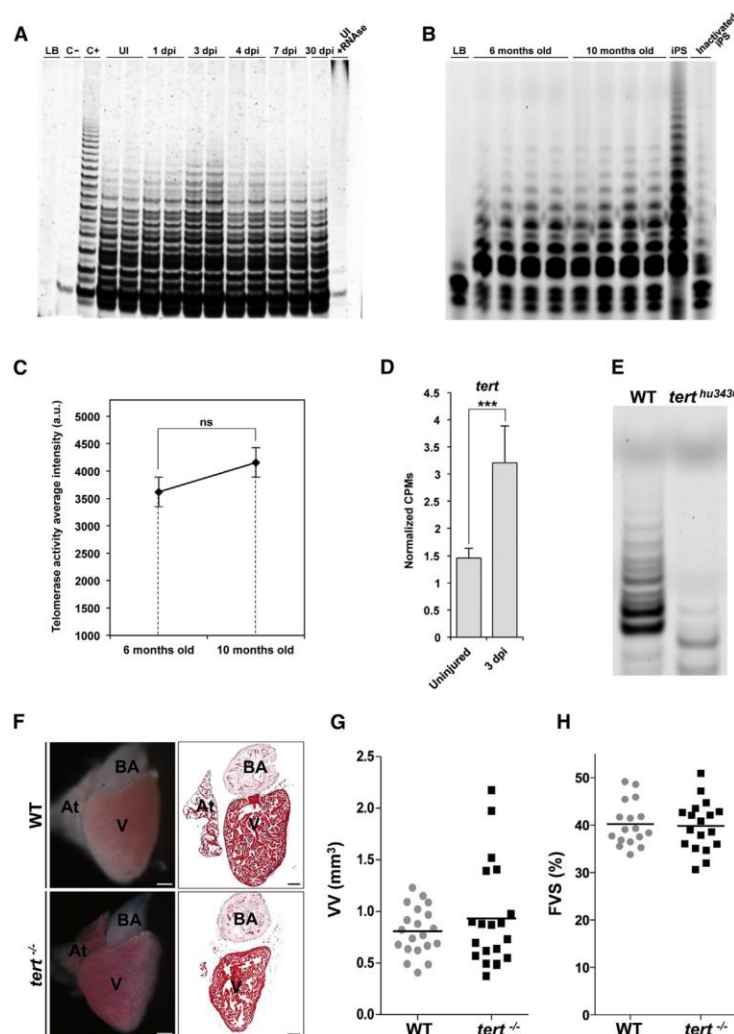 A
LB C− C+ UI 1 dpi 3 dpi 4 dpi 7 dpi 30 dpi UI +RNAse
B
LB 6 months old 10 months old iPS Inactivated iPS
C
Telomerase activity average intensity (a.u.)
5000
4500
4000
3500
3000
2500
2000
1500
1000
ns
6 months old 10 months old
D
tert
***
Normalized CPMs
4.5
4
3.5
3
2.5
2
1.5
1
0.5
0
Uninjured 3 dpi
E
WT
F
WT
At BA V
At BA V
tert -/-
At BA V
BA V
G
VV (mm³)
2.5
2.0
1.5
1.0
0.5
0.0
WT tert -/-
H
FVS (%)
50
40
30
20
10
0
WT tert -/-